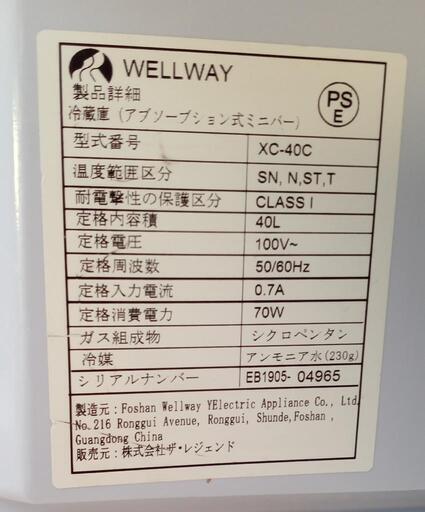 WELLWAY
製品詳細
冷蔵庫 (アブソーブション式ミニバー)
PS
E
型式番号 XC-40C
温度範囲区分 SN, N,ST,T
耐電撃性の保護区分 CLASS I
定格内容積 40L
定格電圧 100V~
定格周波数 50/60Hz
定格入力電流 0.7A
定格消費電力 70W
ガス組成物 シクロペンタン
冷媒 アンモニア水(230g)
シリアルナンバー EB1905- 04965
製造元：Foshan Wellway YElectric Appliance Co., Ltd.
No.216 Ronggui Avenue, Ronggui, Shunde,Foshan ,
Guangdong China
販売元：株式会社ザ・レジェンド